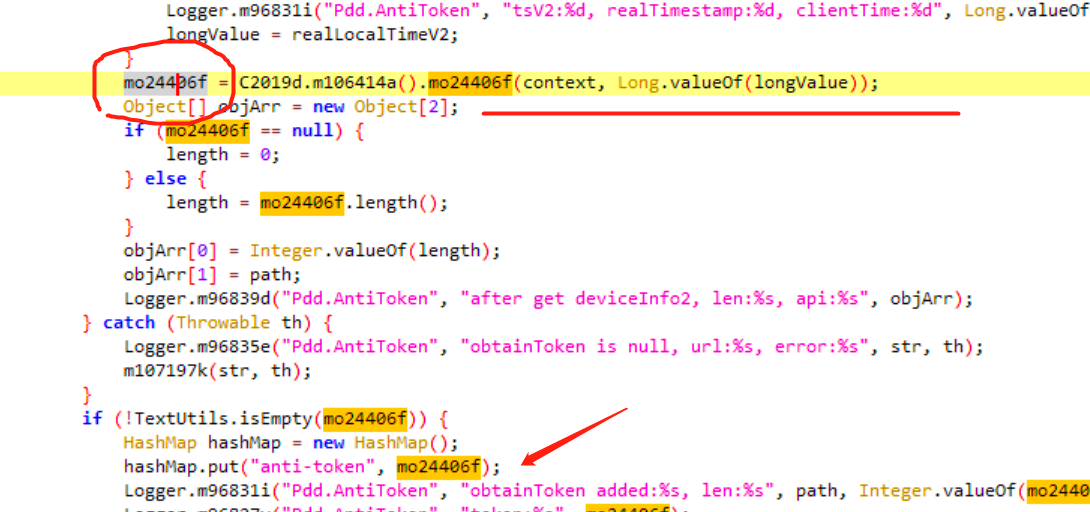 Logger.m96831i("Pdd.AntiToken", "tsV2:%d, realTimestamp:%d, clientTime:%d", Long.valueOf
longValue = realLocalTimeV2;
}
mo24406f = C2019d.m106414a().mo24406f(context, Long.valueOf(longValue));
Object[] objArr = new Object[2];
if (mo24406f == null) {
length = 0;
} else {
length = mo24406f.length();
}
objArr[0] = Integer.valueOf(length);
objArr[1] = path;
Logger.m96839d("Pdd.AntiToken", "after get deviceInfo2, len:%s, api:%s", objArr);
} catch (Throwable th) {
Logger.m96835e("Pdd.AntiToken", "obtainToken is null, url:%s, error:%s", str, th);
m107197k(str, th);
}
if (!TextUtils.isEmpty(mo24406f)) {
HashMap hashMap = new HashMap();
hashMap.put("anti-token", mo24406f);
Logger.m96831i("Pdd.AntiToken", "obtainToken added:%s, len:%s", path, Integer.valueOf(mo2440